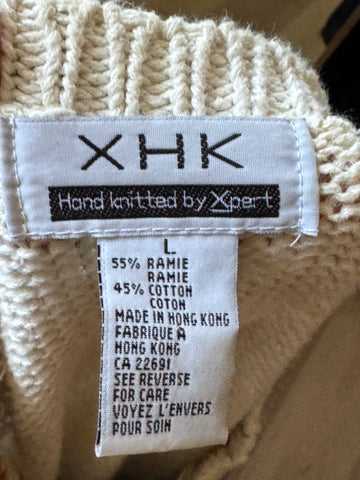 XHK
Hand knitted by Xpert
L
55% RAMIE
RAMIE
45% COTTON
COTON
MADE IN HONG KONG
FABRIQUE A
HONG KONG
CA 22691
SEE REVERSE
FOR CARE
VOYEZ L'ENVERS
POUR SOIN